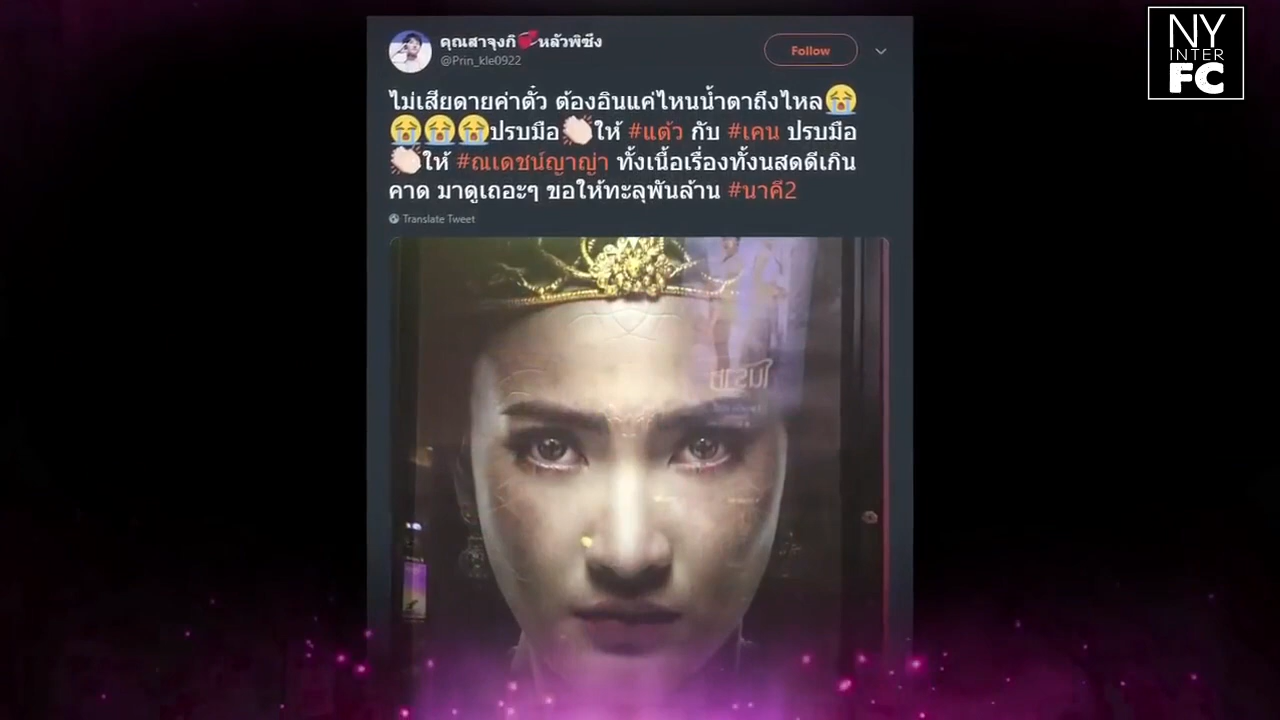 NY
INTER
FC
คุณสาจุงกิ💕หลัวพิซึง
@Prin_kle0922
Follow
ไม่เสียดายค่าตั๋ว ต้องอินแค่ไหนน้ำตาถึงไหล😭
😭😭😭ปรบมือ👏🏻ให้ #แต้ว กับ #เคน ปรบมือ
👏🏻ให้ #ณเดชน์ญาญ่า ทั้งเนื้อเรื่องทั้งนสดดีเกิน
คาด มาดูเถอะๆ ขอให้ทะลุพันล้าน #นาคี2
Translate Tweet